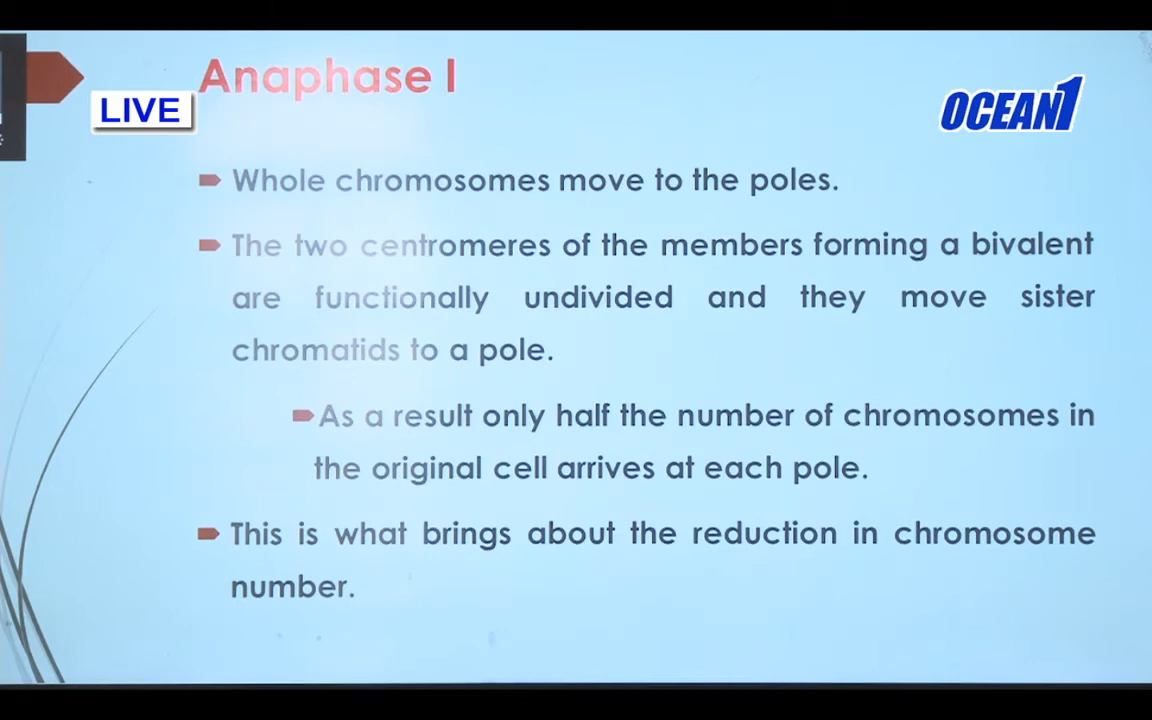 Anaphase I
LIVE
OCEAN1
Whole chromosomes move to the poles.
The two centromeres of the members forming a bivalent
are functionally undivided and they move sister
chromatids to a pole.
As a result only half the number of chromosomes in
the original cell arrives at each pole.
This is what brings about the reduction in chromosome
number.